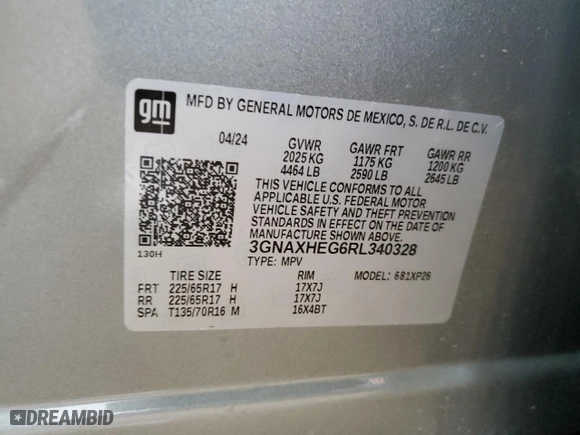 gm
MFD BY GENERAL MOTORS DE MEXICO, S. DE R.L. DE C.V.
04/24 GVWR GAWR FRT GAWR RR
2025 KG 1175 KG 1200 KG
4464 LB 2590 LB 2645 LB
THIS VEHICLE CONFORMS TO ALL
APPLICABLE U.S. FEDERAL MOTOR
VEHICLE SAFETY AND THEFT PREVENTION
STANDARDS IN EFFECT ON THE DATE OF
MANUFACTURE SHOWN ABOVE.
3GNAXHEG6RL340328
130H TYPE: MPV MODEL: 681XP26
TIRE SIZE RIM
FRT 225/65R17 H 17X7J
RR 225/65R17 H 17X7J
SPA T135/70R16 M 16X4BT
DREAMBID